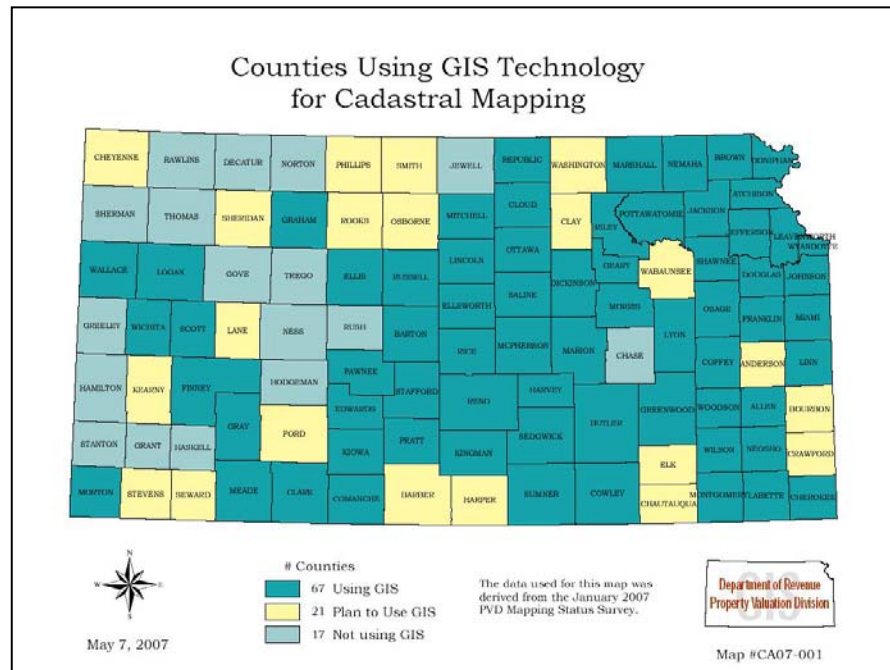 Counties Using GIS Technology
for Cadastral Mapping
CHEYENNE RAWLINS DECATUR NORTON PHILLIPS SMITH JEWELL REPUBLIC WASHINGTON MARSHALL NEMAHA BROWN DONIPHAN
ATCHISON
SHERMAN THOMAS SHERIDAN GRAHAM ROOKS OSBORNE MITCHELL CLOUD CLAY RILEY POTTAWATOMIE JACKSON
JEFFERSON LEAVENWORTH
WYANDOTTE
WALLACE LOGAN GOVE TREGO ELLIS RUSSELL LINCOLN OTTAWA DICKINSON GEARY WABAUNSEE SHAWNEE DOUGLAS JOHNSON
SALINE
ELLSWORTH MORRIS OSAGE
GREELEY WICHITA SCOTT LANE NESS RUSH BARTON RICE MCPHERSON MARION CHASE LYON FRANKLIN MIAMI
COFFEY ANDERSON LINN
HAMILTON KEARNY FINNEY HODGEMAN PAWNEE STAFFORD RENO HARVEY
EDWARDS BUTLER GREENWOOD WOODSON ALLEN BOURBON
GRAY FORD SEDGWICK
STANTON GRANT HASKELL KIOWA PRATT KINGMAN WILSON NEOSHO CRAWFORD
ELK
MORTON STEVENS SEWARD MEADE CLARK COMANCHE BARBER HARPER SUMNER COWLEY CHAUTAUQUA MONTGOMERY LABETTE CHEROKEE
N
W E
S
May 7, 2007
# Counties
67 Using GIS
21 Plan to Use GIS
17 Not using GIS
The data used for this map was
derived from the January 2007
PVD Mapping Status Survey.
GIS
Department of Revenue
Property Valuation Division
Map #CA07-001